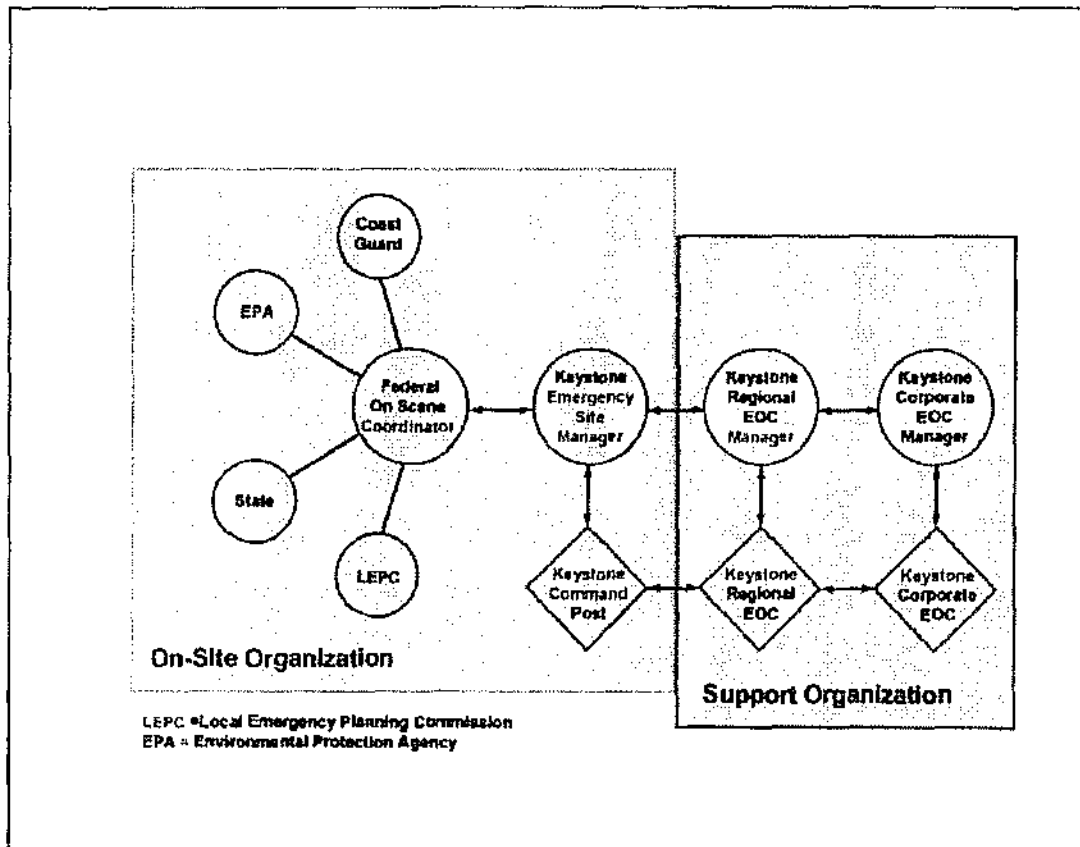 Coast
Guard
EPA
Federal
On Scene
Coordinator
State
LEPC
Keystone
Emergency
Site
Manager
Keystone
Regional
EOC
Manager
Keystone
Corporate
EOC
Manager
Keystone
Command
Post
Keystone
Regional
EOC
Keystone
Corporate
EOC
On-Site Organization
Support Organization
LEPC = Local Emergency Planning Commission
EPA = Environmental Protection Agency